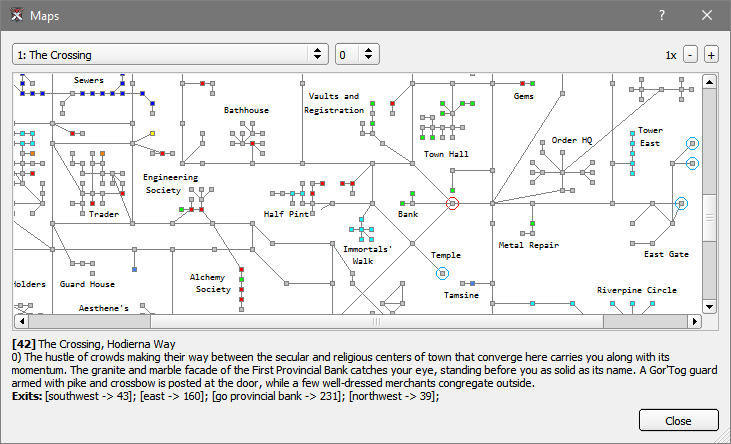 Maps
?
1: The Crossing
0
1x
-
+
Sewers
Vaults and
Registration
Gems
Bathhouse
Tower
East
Order HQ
Town Hall
Engineering
Society
Trader
Half Pint
Bank
Immortals'
Walk
Metal Repair
Temple
East Gate
olders
Guard House
Alchemy
Society
Tamsine
Riverpine Circle
Aesthene's
[42] The Crossing, Hodierna Way
0) The hustle of crowds making their way between the secular and religious centers of town that converge here carries you along with its
momentum. The granite and marble facade of the First Provincial Bank catches your eye, standing before you as solid as its name. A Gor'Tog guard
armed with pike and crossbow is posted at the door, while a few well-dressed merchants congregate outside.
Exits: [southwest -> 43]; [east -> 160]; [go provincial bank -> 231]; [northwest -> 39];
Close